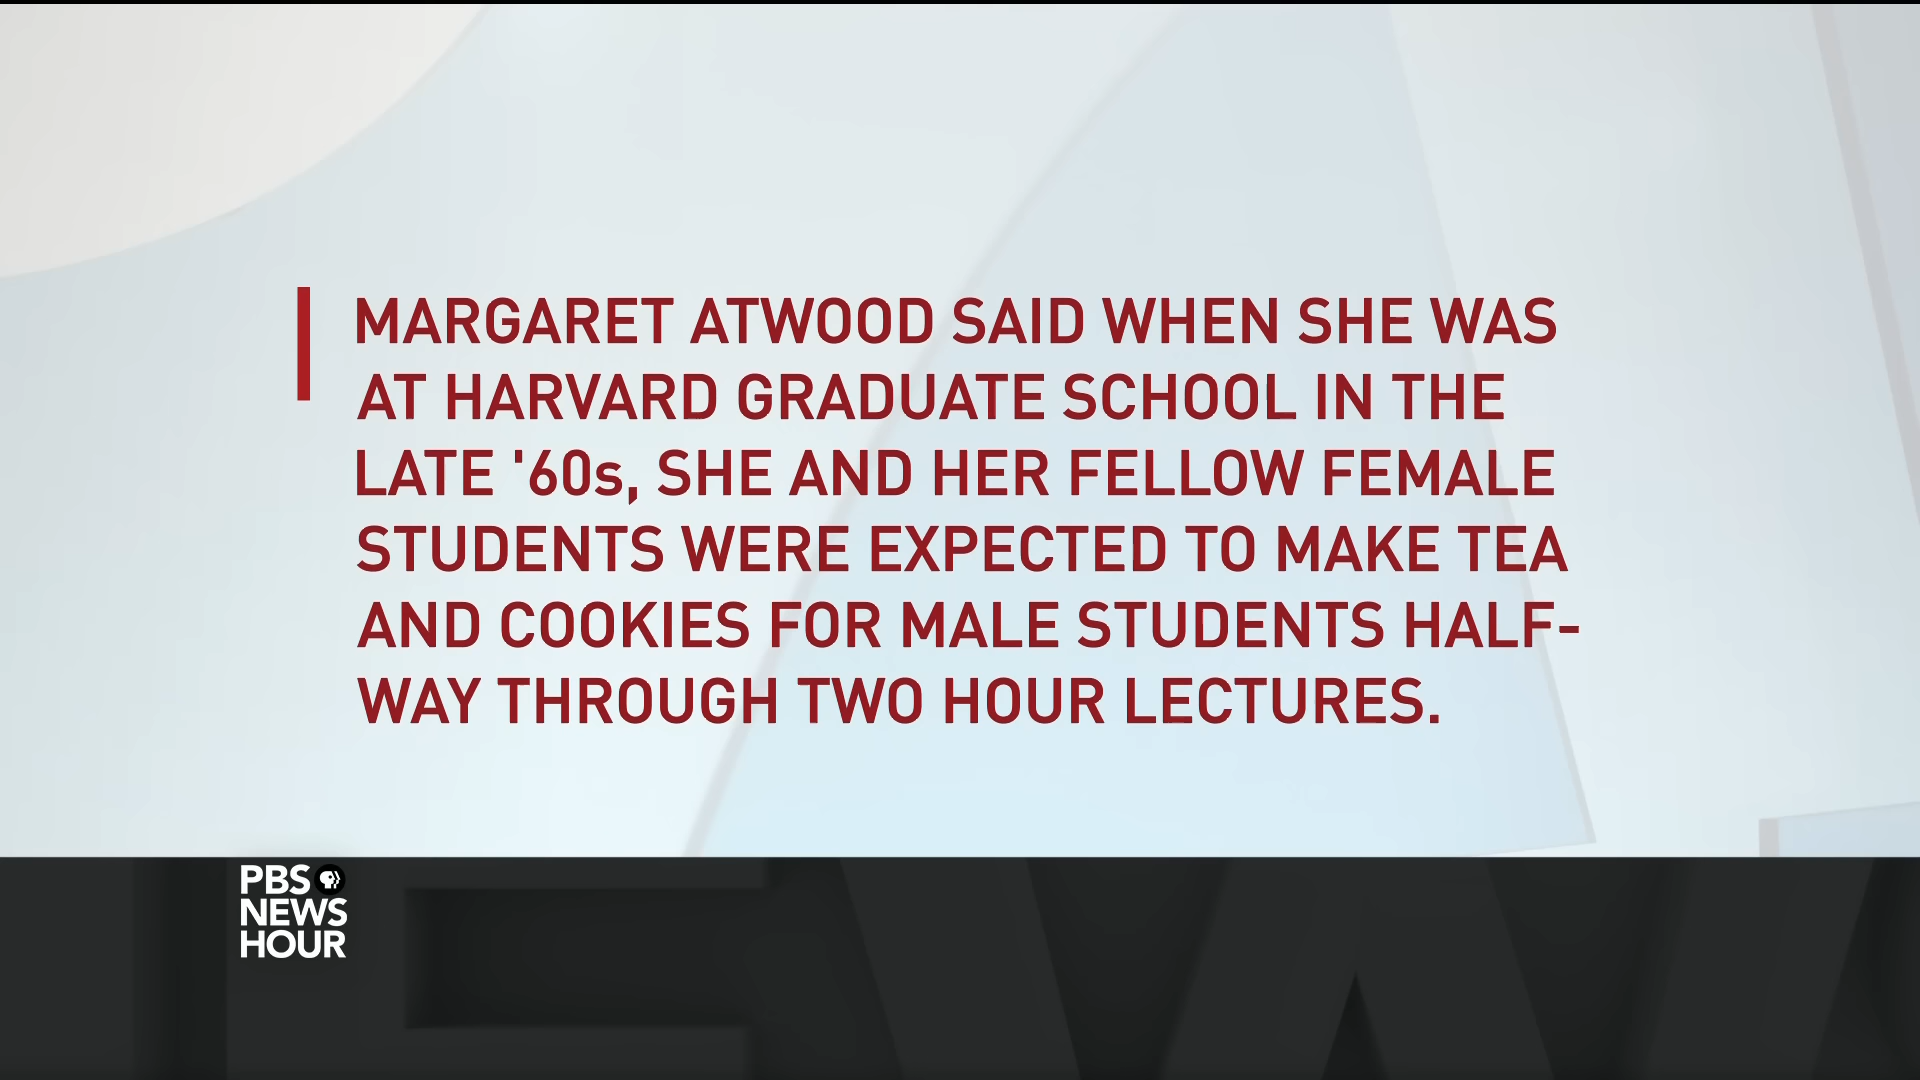 MARGARET ATWOOD SAID WHEN SHE WAS
AT HARVARD GRADUATE SCHOOL IN THE
LATE '60s, SHE AND HER FELLOW FEMALE
STUDENTS WERE EXPECTED TO MAKE TEA
AND COOKIES FOR MALE STUDENTS HALF-
WAY THROUGH TWO HOUR LECTURES.
PBS
NEWS
HOUR